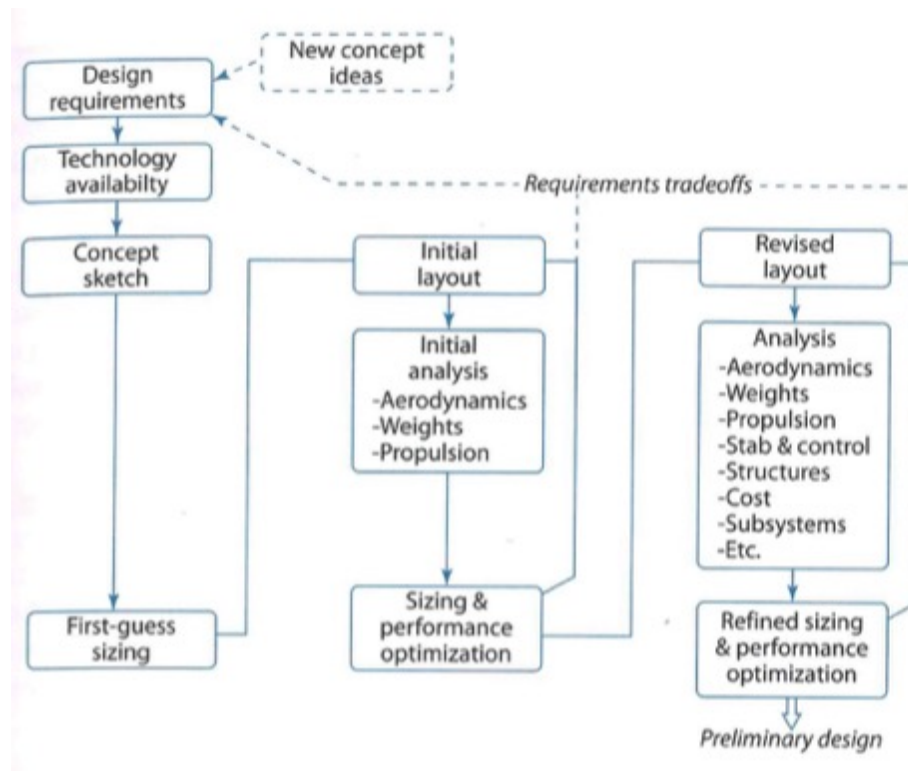 New concept
ideas
Design
requirements
Technology
availabilty
Requirements tradeoffs
Concept
sketch
First-guess
sizing
Initial
layout
Initial
analysis
-Aerodynamics
-Weights
-Propulsion
Sizing &
performance
optimization
Revised
layout
Analysis
-Aerodynamics
-Weights
-Propulsion
-Stab & control
-Structures
-Cost
-Subsystems
-Etc.
Refined sizing
& performance
optimization
Preliminary design